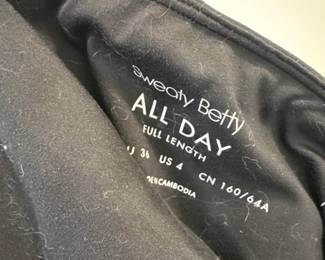 Sweaty Betty
ALL DAY
FULL LENGTH
36 US 4 CN 160/64A
CAMBODIA